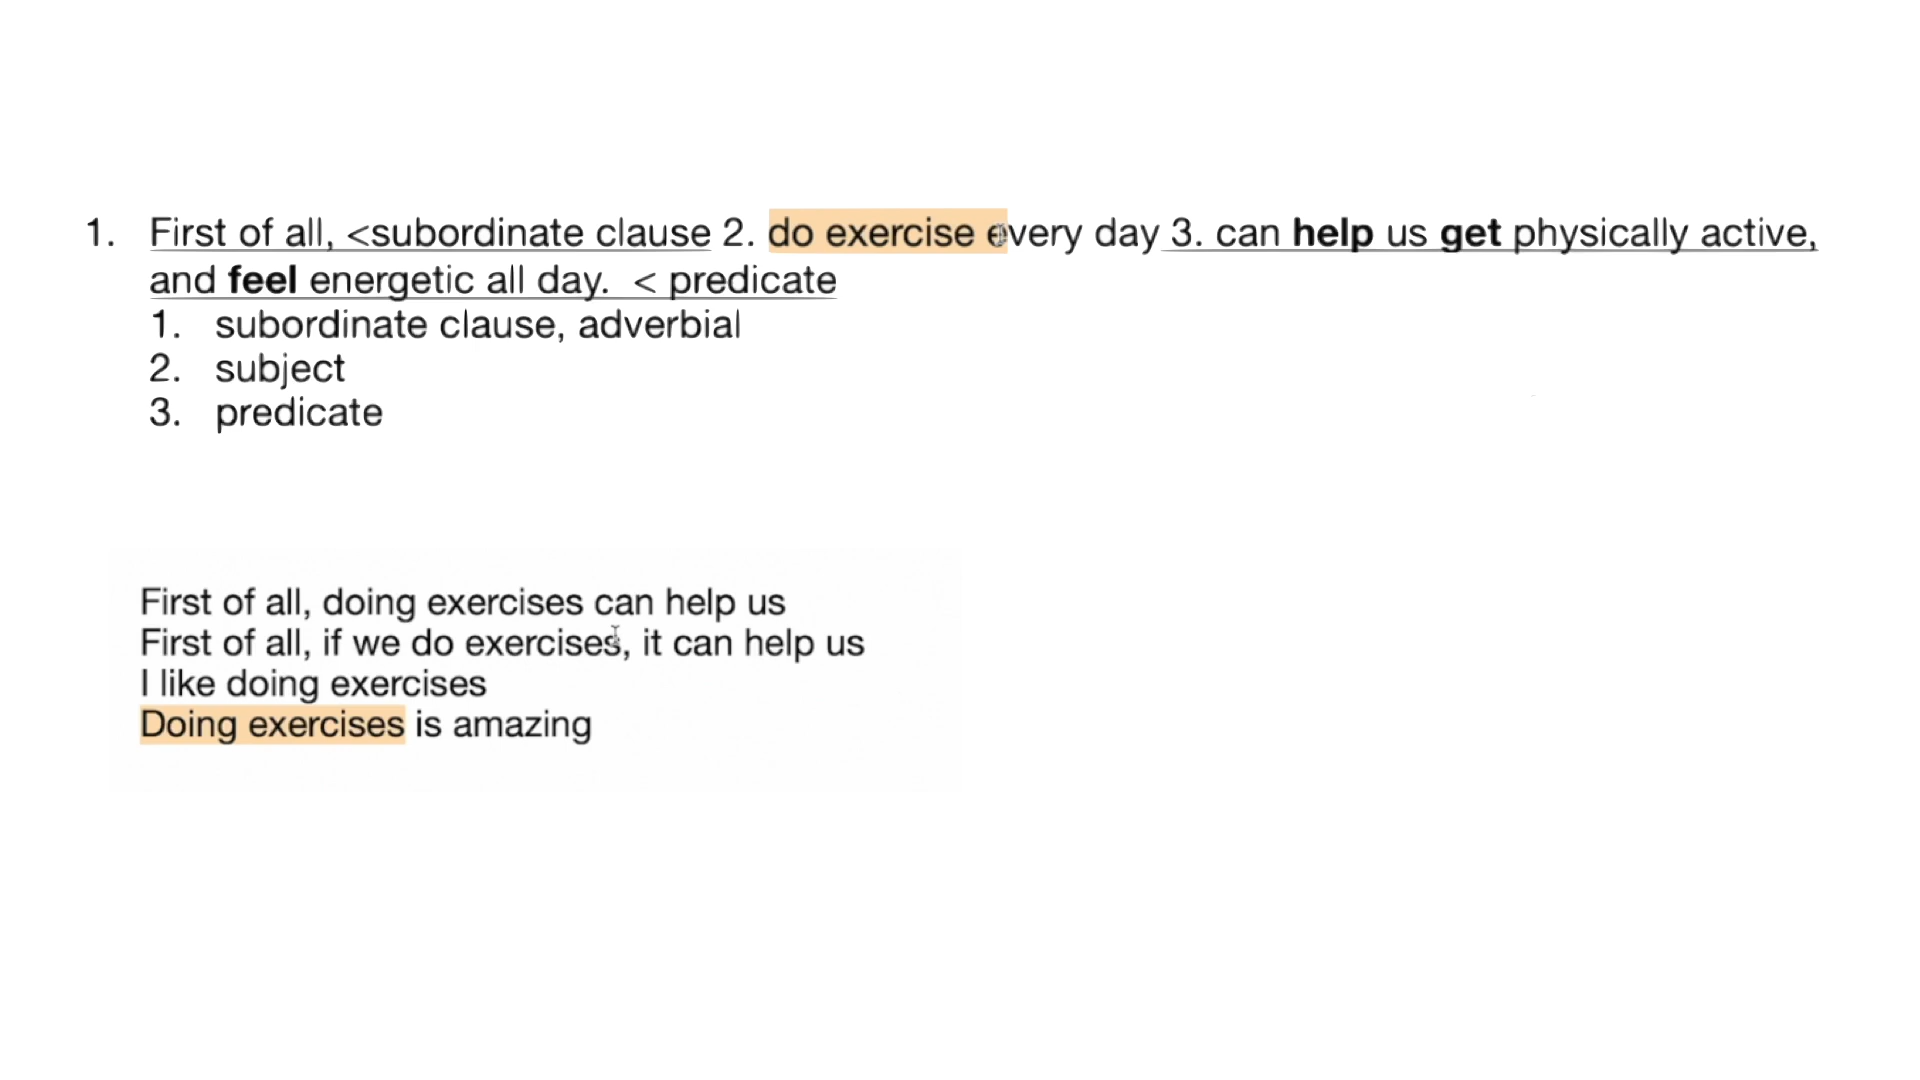 1. First of all, <subordinate clause 2. do exercise every day 3. can help us get physically active,
and feel energetic all day. < predicate
1. subordinate clause, adverbial
2. subject
3. predicate
First of all, doing exercises can help us
First of all, if we do exercises, it can help us
I like doing exercises
Doing exercises is amazing